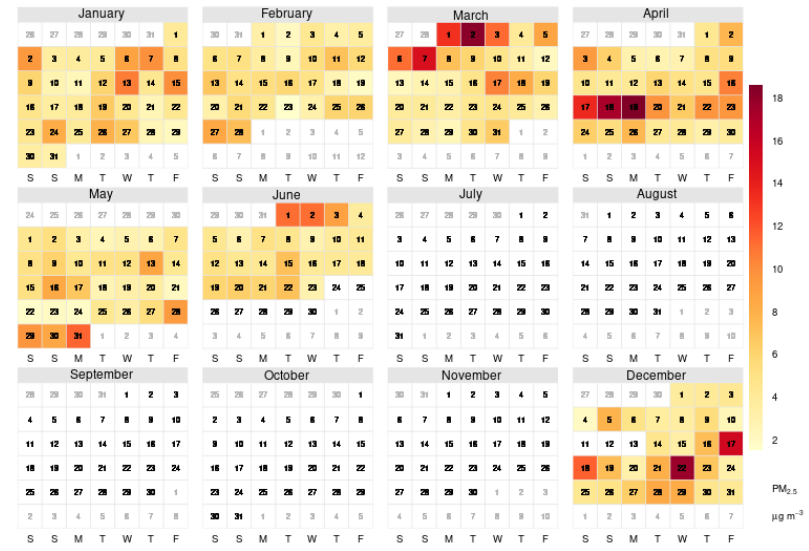 January
26 27 28 29 30 31 1
2 3 4 5 6 7 8
9 10 11 12 13 14 15
16 17 18 19 20 21 22
23 24 25 26 27 28 29
30 31 1 2 3 4 5
S S M T W T F
February
30 31 1 2 3 4 5
6 7 8 9 10 11 12
13 14 15 16 17 18 19
20 21 22 23 24 25 26
27 28 1 2 3 4 5
6 7 8 9 10 11 12
S S M T W T F
March
27 28 1 2 3 4 5
6 7 8 9 10 11 12
13 14 15 16 17 18 19
20 21 22 23 24 25 26
27 28 29 30 31 1 2
3 4 5 6 7 8 9
S S M T W T F
April
27 28 29 30 31 1 2
3 4 5 6 7 8 9
10 11 12 13 14 15 16
17 18 19 20 21 22 23
24 25 26 27 28 29 30
1 2 3 4 5 6 7
S S M T W T F
May
24 25 26 27 28 29 30
1 2 3 4 5 6 7
8 9 10 11 12 13 14
15 16 17 18 19 20 21
22 23 24 25 26 27 28
29 30 31 1 2 3 4
S S M T W T F
June
29 30 31 1 2 3 4
5 6 7 8 9 10 11
12 13 14 15 16 17 18
19 20 21 22 23 24 25
26 27 28 29 30 1 2
3 4 5 6 7 8 9
S S M T W T F
July
26 27 28 29 30 1 2
3 4 5 6 7 8 9
10 11 12 13 14 15 16
17 18 19 20 21 22 23
24 25 26 27 28 29 30
31 1 2 3 4 5 6
S S M T W T F
August
31 1 2 3 4 5 6
7 8 9 10 11 12 13
14 15 16 17 18 19 20
21 22 23 24 25 26 27
28 29 30 31 1 2 3
4 5 6 7 8 9 10
S S M T W T F
September
28 29 30 31 1 2 3
4 5 6 7 8 9 10
11 12 13 14 15 16 17
18 19 20 21 22 23 24
25 26 27 28 29 30 1
2 3 4 5 6 7 8
S S M T W T F
October
25 26 27 28 29 30 1
2 3 4 5 6 7 8
9 10 11 12 13 14 15
16 17 18 19 20 21 22
23 24 25 26 27 28 29
30 31 1 2 3 4 5
S S M T W T F
November
30 31 1 2 3 4 5
6 7 8 9 10 11 12
13 14 15 16 17 18 19
20 21 22 23 24 25 26
27 28 29 30 1 2 3
4 5 6 7 8 9 10
S S M T W T F
December
27 28 29 30 1 2 3
4 5 6 7 8 9 10
11 12 13 14 15 16 17
18 19 20 21 22 23 24
25 26 27 28 29 30 31
1 2 3 4 5 6 7
S S M T W T F
18
16
14
12
10
8
6
4
2
PM₂.₅
µg m⁻³